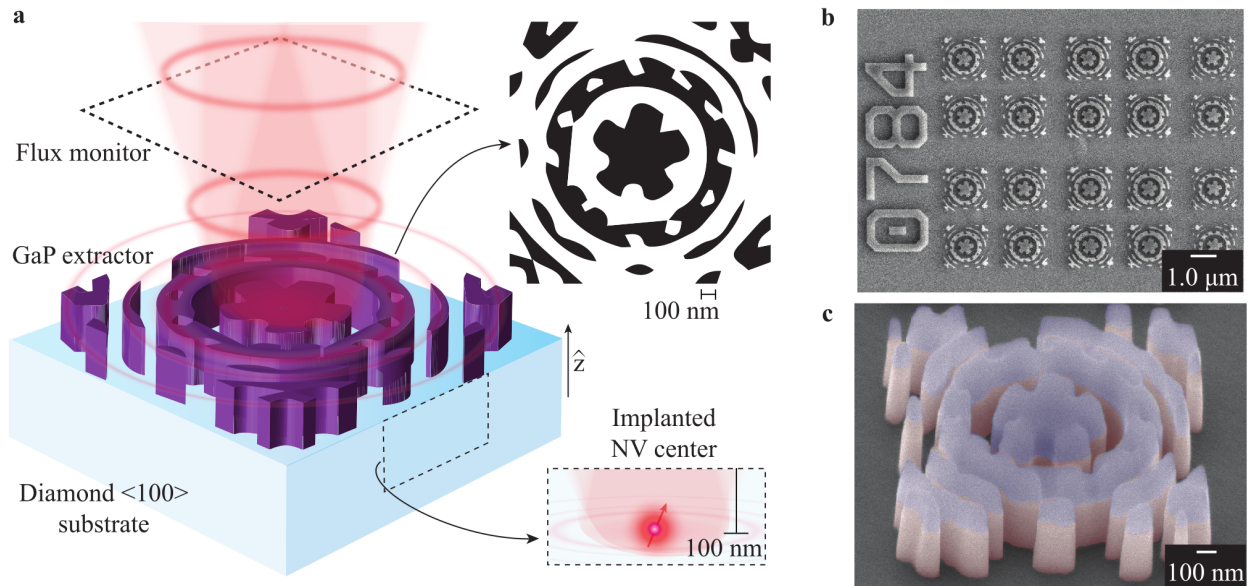 a
Flux monitor
GaP extractor
Diamond <100>
substrate
100 nm
ẑ
Implanted
NV center
100 nm
b
0784
1.0 μm
c
100 nm